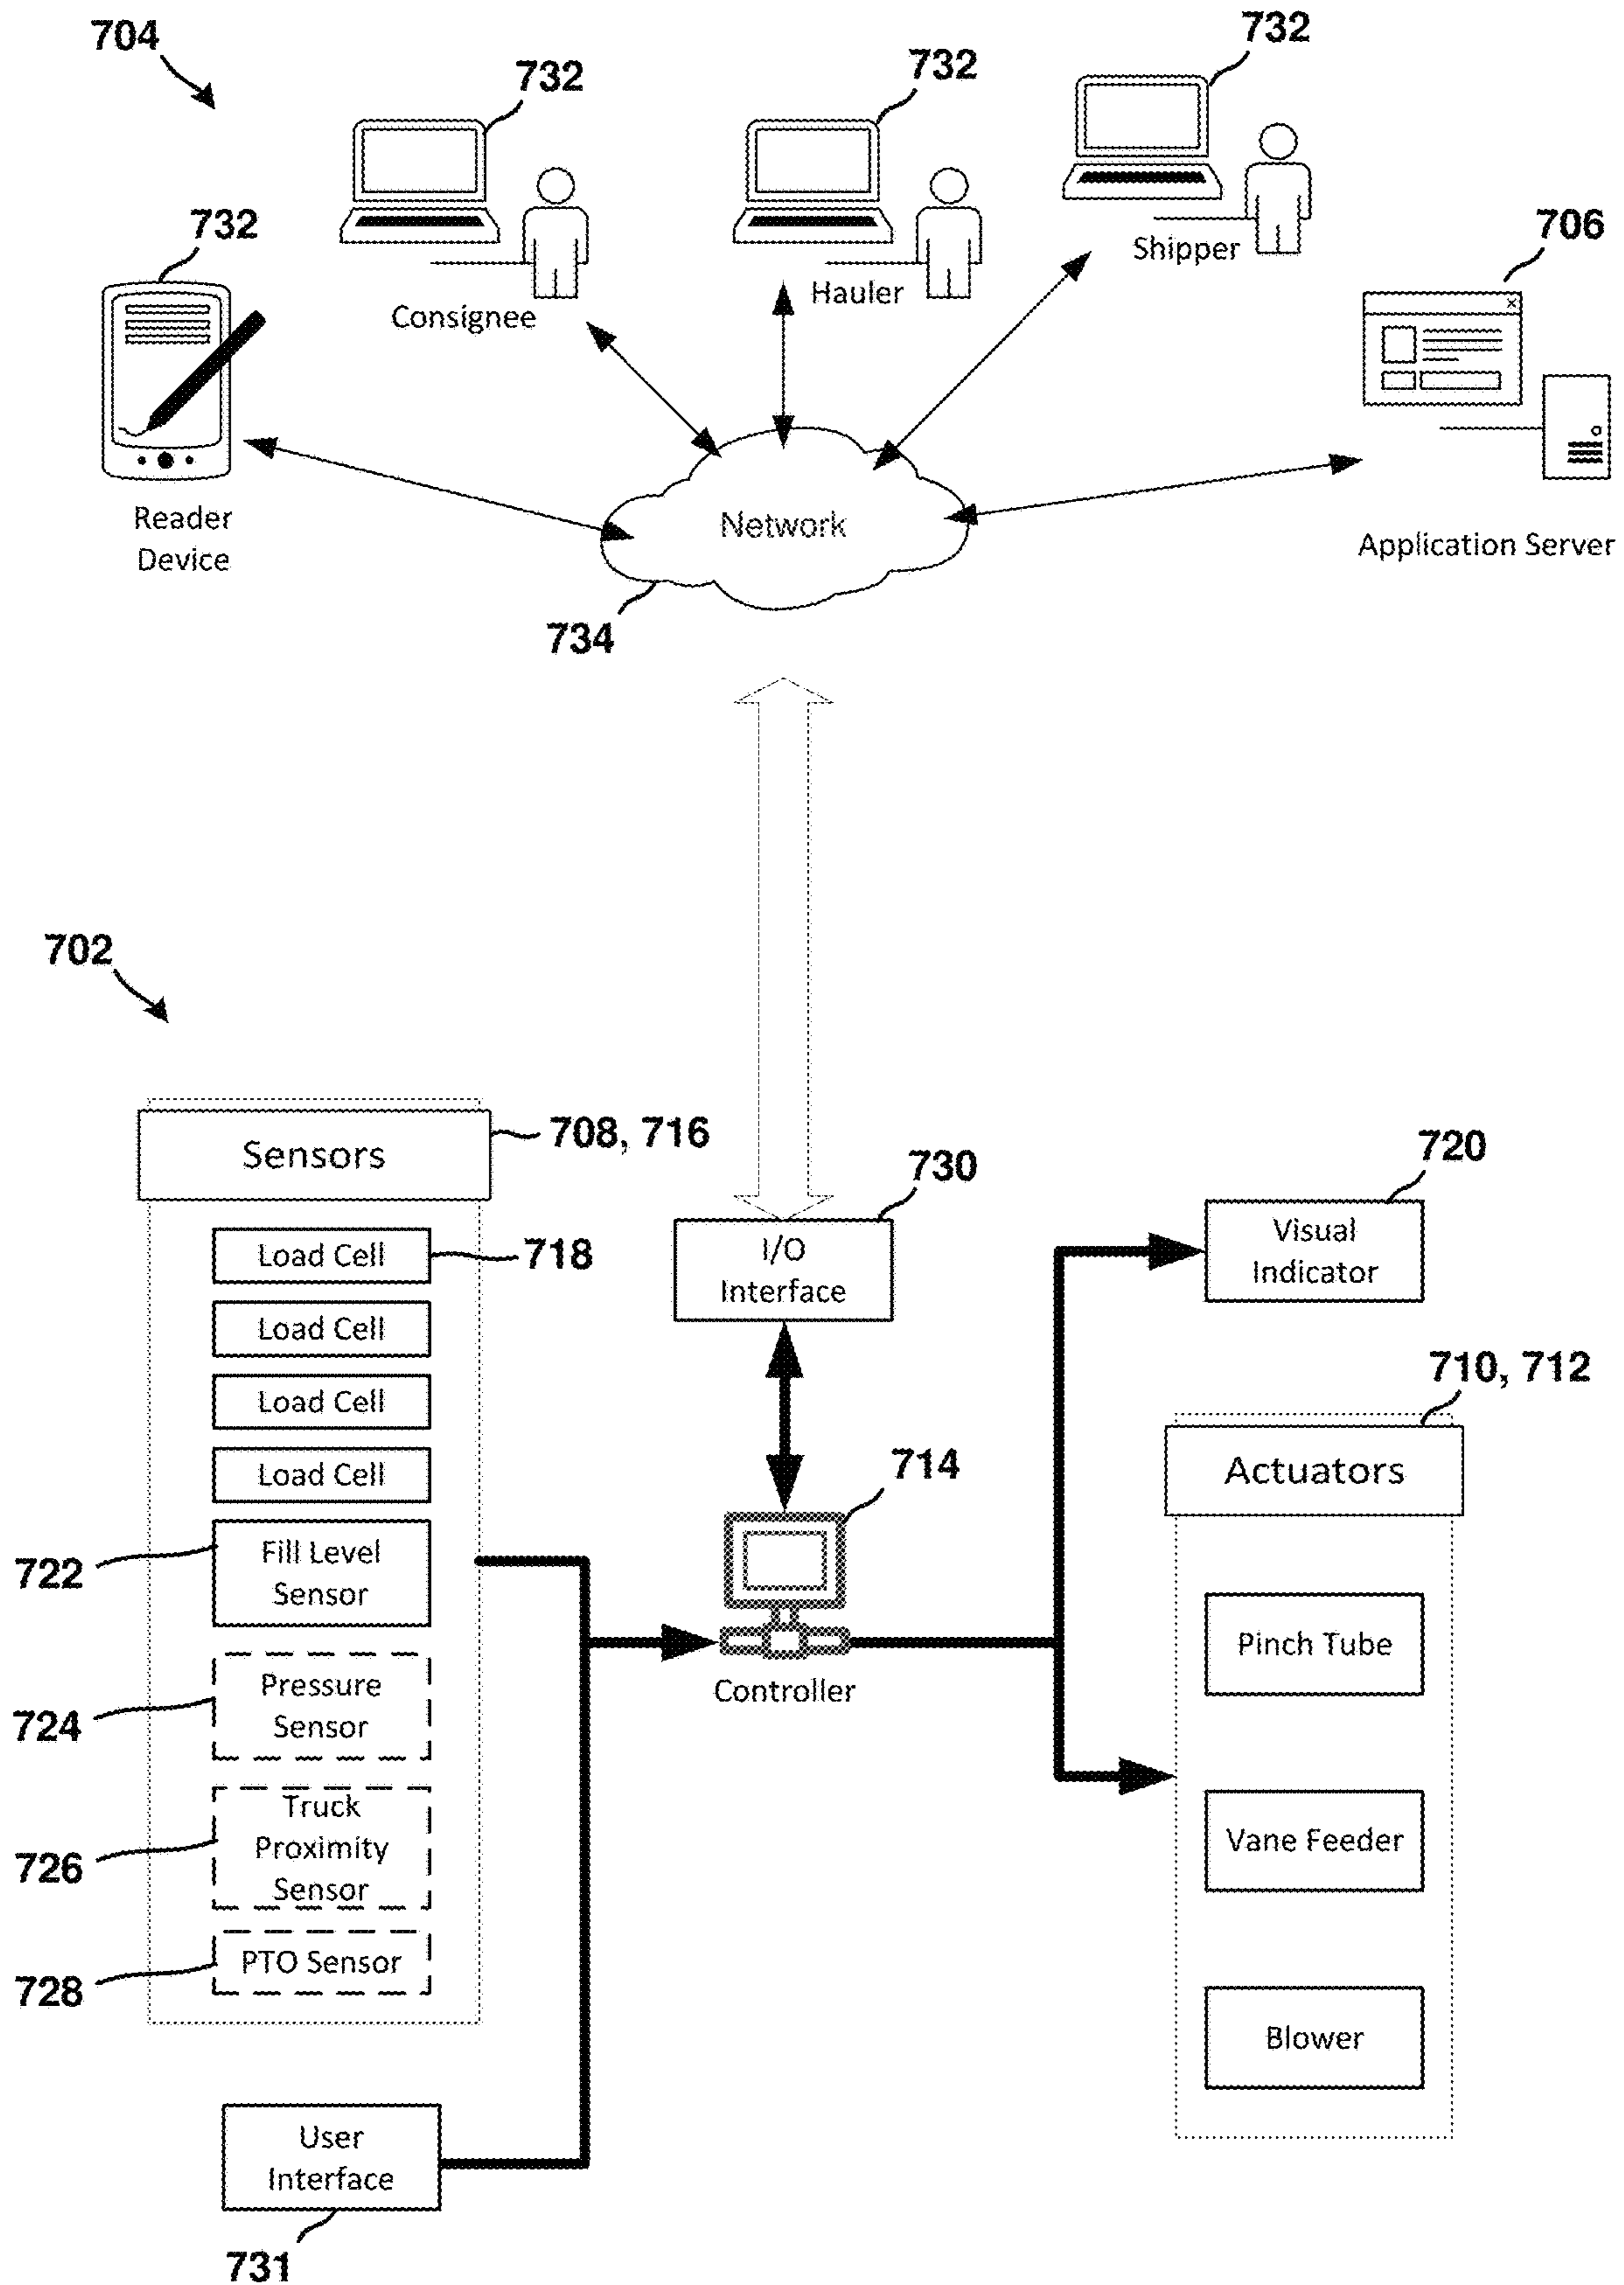 704
732
732
732
732
706
Consignee
Hauler
Shipper
Reader
Device
Network
Application Server
734
702
Sensors
708, 716
Load Cell
718
Load Cell
Load Cell
Load Cell
722
Fill Level
Sensor
724
Pressure
Sensor
726
Truck
Proximity
Sensor
728
PTO Sensor
User
Interface
731
730
I/O
Interface
714
Controller
720
Visual
Indicator
710, 712
Actuators
Pinch Tube
Vane Feeder
Blower